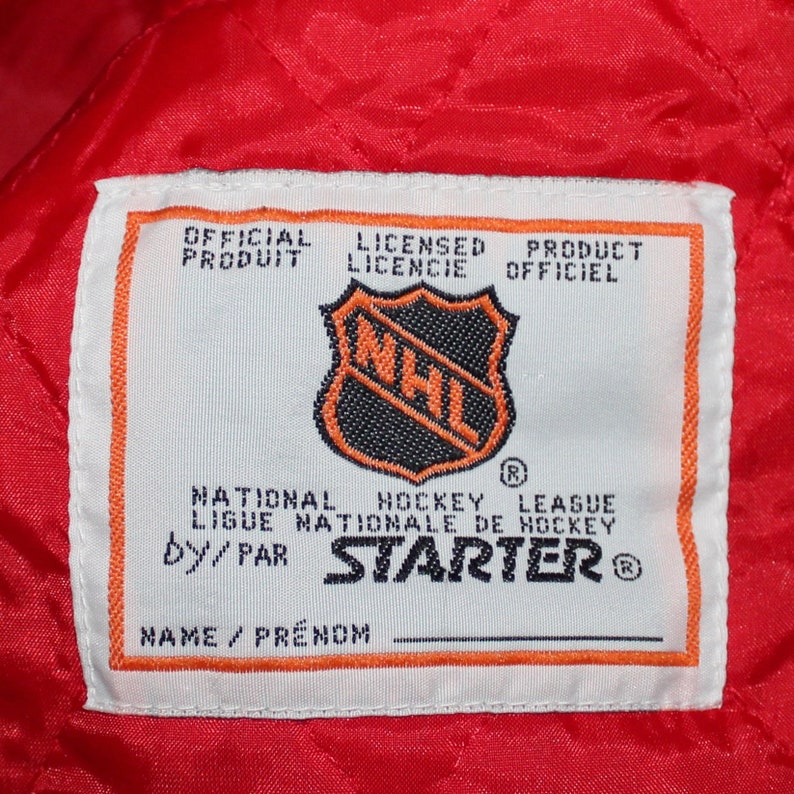 OFFICIAL LICENSED PRODUCT
PRODUIT LICENCIE OFFICIEL
NHL
®
NATIONAL HOCKEY LEAGUE
LIGUE NATIONALE DE HOCKEY
by/PAR STARTER ®
NAME / PRÉNOM